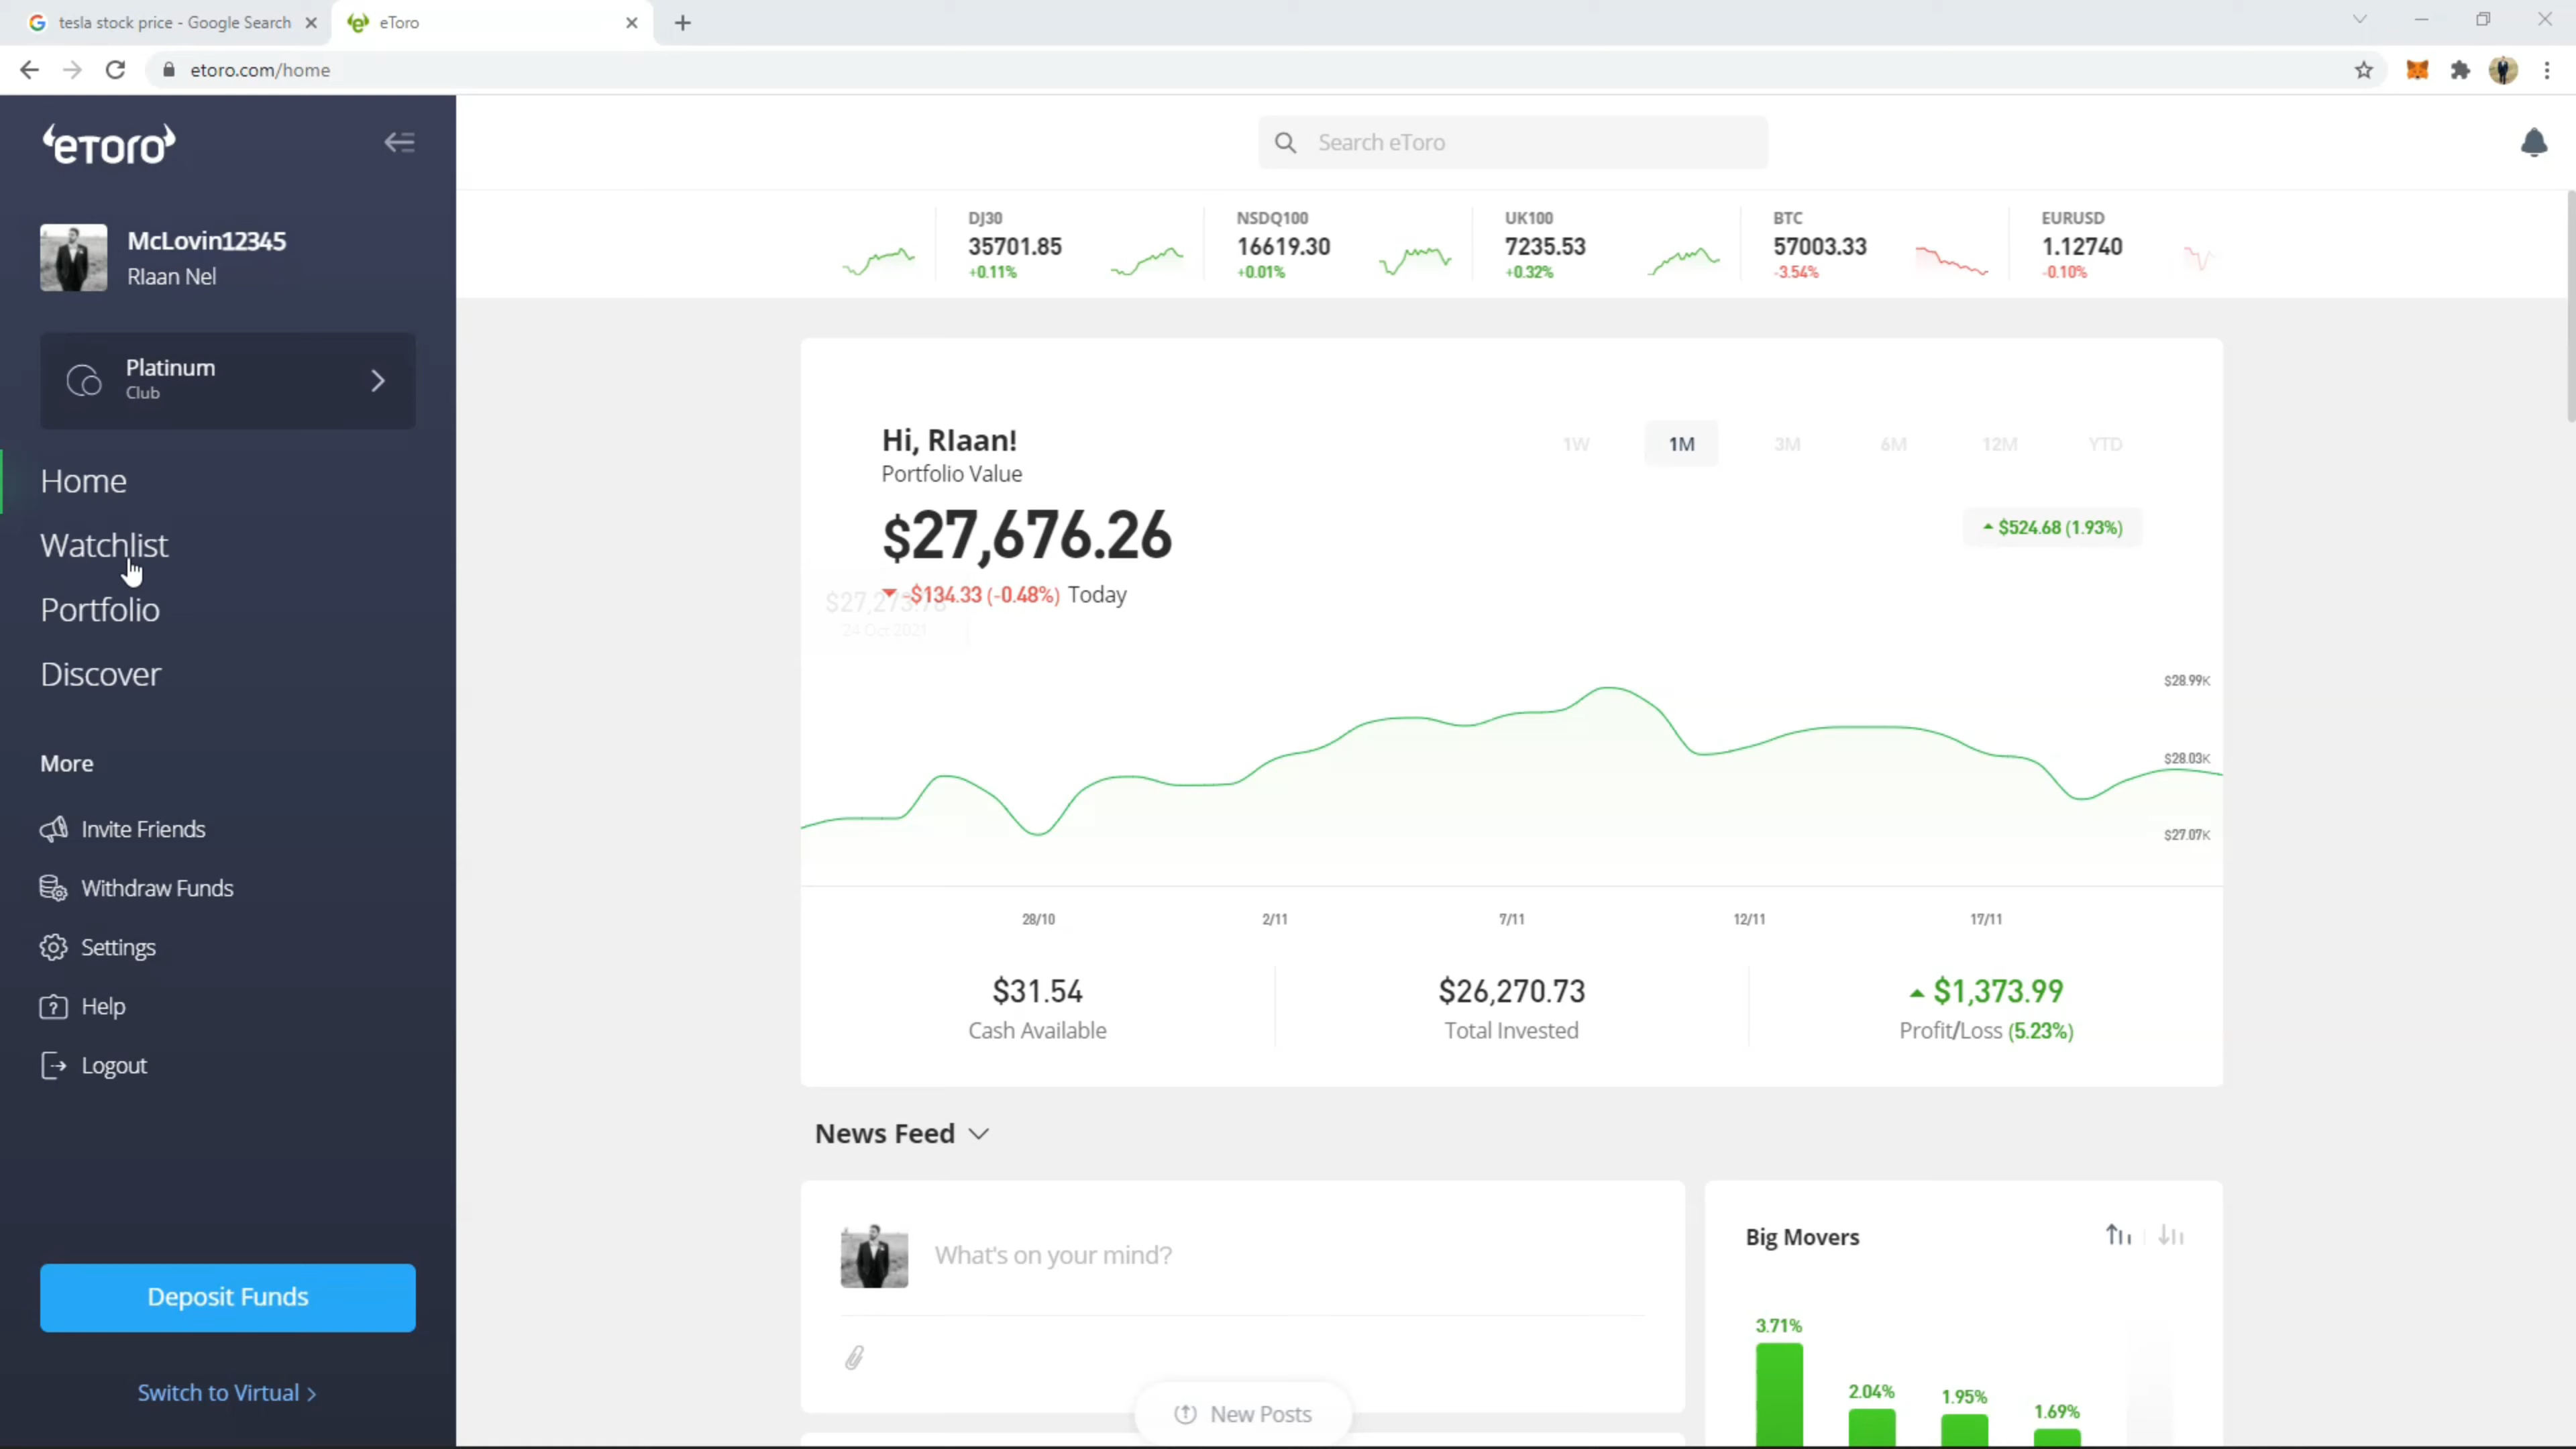 tesla stock price - Google Search
eToro
etoro.com/home
eToro
McLovin12345
RIaan Nel
Platinum
Club
Home
Watchlist
Portfolio
Discover
More
Invite Friends
Withdraw Funds
Settings
Help
Logout
Deposit Funds
Switch to Virtual >
Search eToro
DJ30
35701.85
+0.11%
NSDQ100
16619.30
+0.01%
UK100
7235.53
+0.32%
BTC
57003.33
-3.54%
EURUSD
1.12740
-0.10%
Hi, RIaan!
Portfolio Value
$27,676.26
-$134.33 (-0.48%) Today
24 Oct 2021
1W 1M 3M 6M 12M YTD
$524.68 (1.93%)
$28.99K
$28.03K
$27.07K
28/10 2/11 7/11 12/11 17/11
$31.54
Cash Available
$26,270.73
Total Invested
$1,373.99
Profit/Loss (5.23%)
News Feed
What's on your mind?
New Posts
Big Movers
3.71%
2.04%
1.95%
1.69%